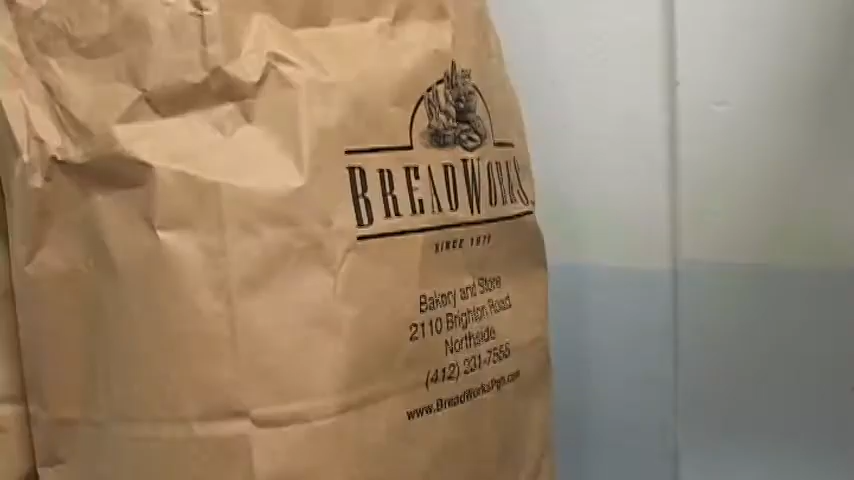 BREADWORKS
SINCE 1979
Bakery and Store
2110 Brighton Road
Northside
(412) 231-7555
www.BreadWorksPgh.com